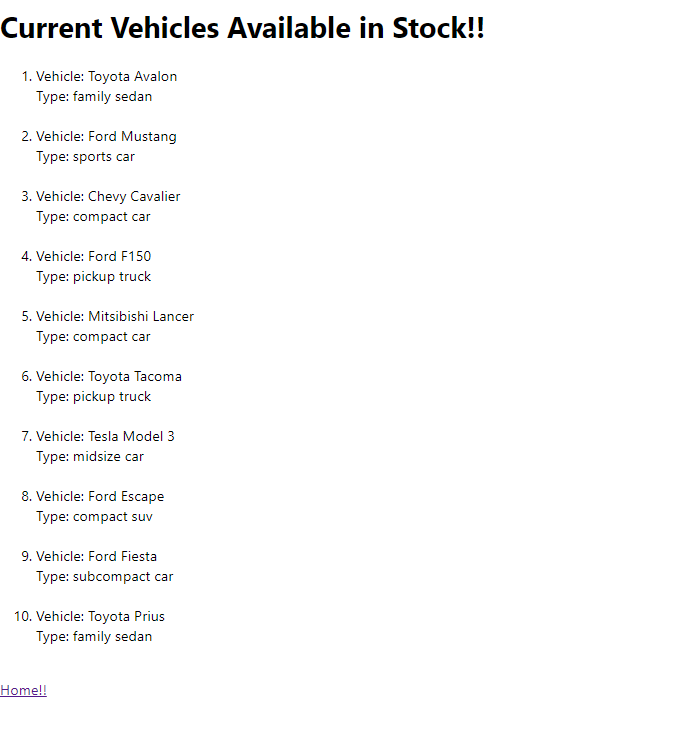 Current Vehicles Available in Stock!!
1. Vehicle: Toyota Avalon
Type: family sedan
2. Vehicle: Ford Mustang
Type: sports car
3. Vehicle: Chevy Cavalier
Type: compact car
4. Vehicle: Ford F150
Type: pickup truck
5. Vehicle: Mitsibishi Lancer
Type: compact car
6. Vehicle: Toyota Tacoma
Type: pickup truck
7. Vehicle: Tesla Model 3
Type: midsize car
8. Vehicle: Ford Escape
Type: compact suv
9. Vehicle: Ford Fiesta
Type: subcompact car
10. Vehicle: Toyota Prius
Type: family sedan
Home!!